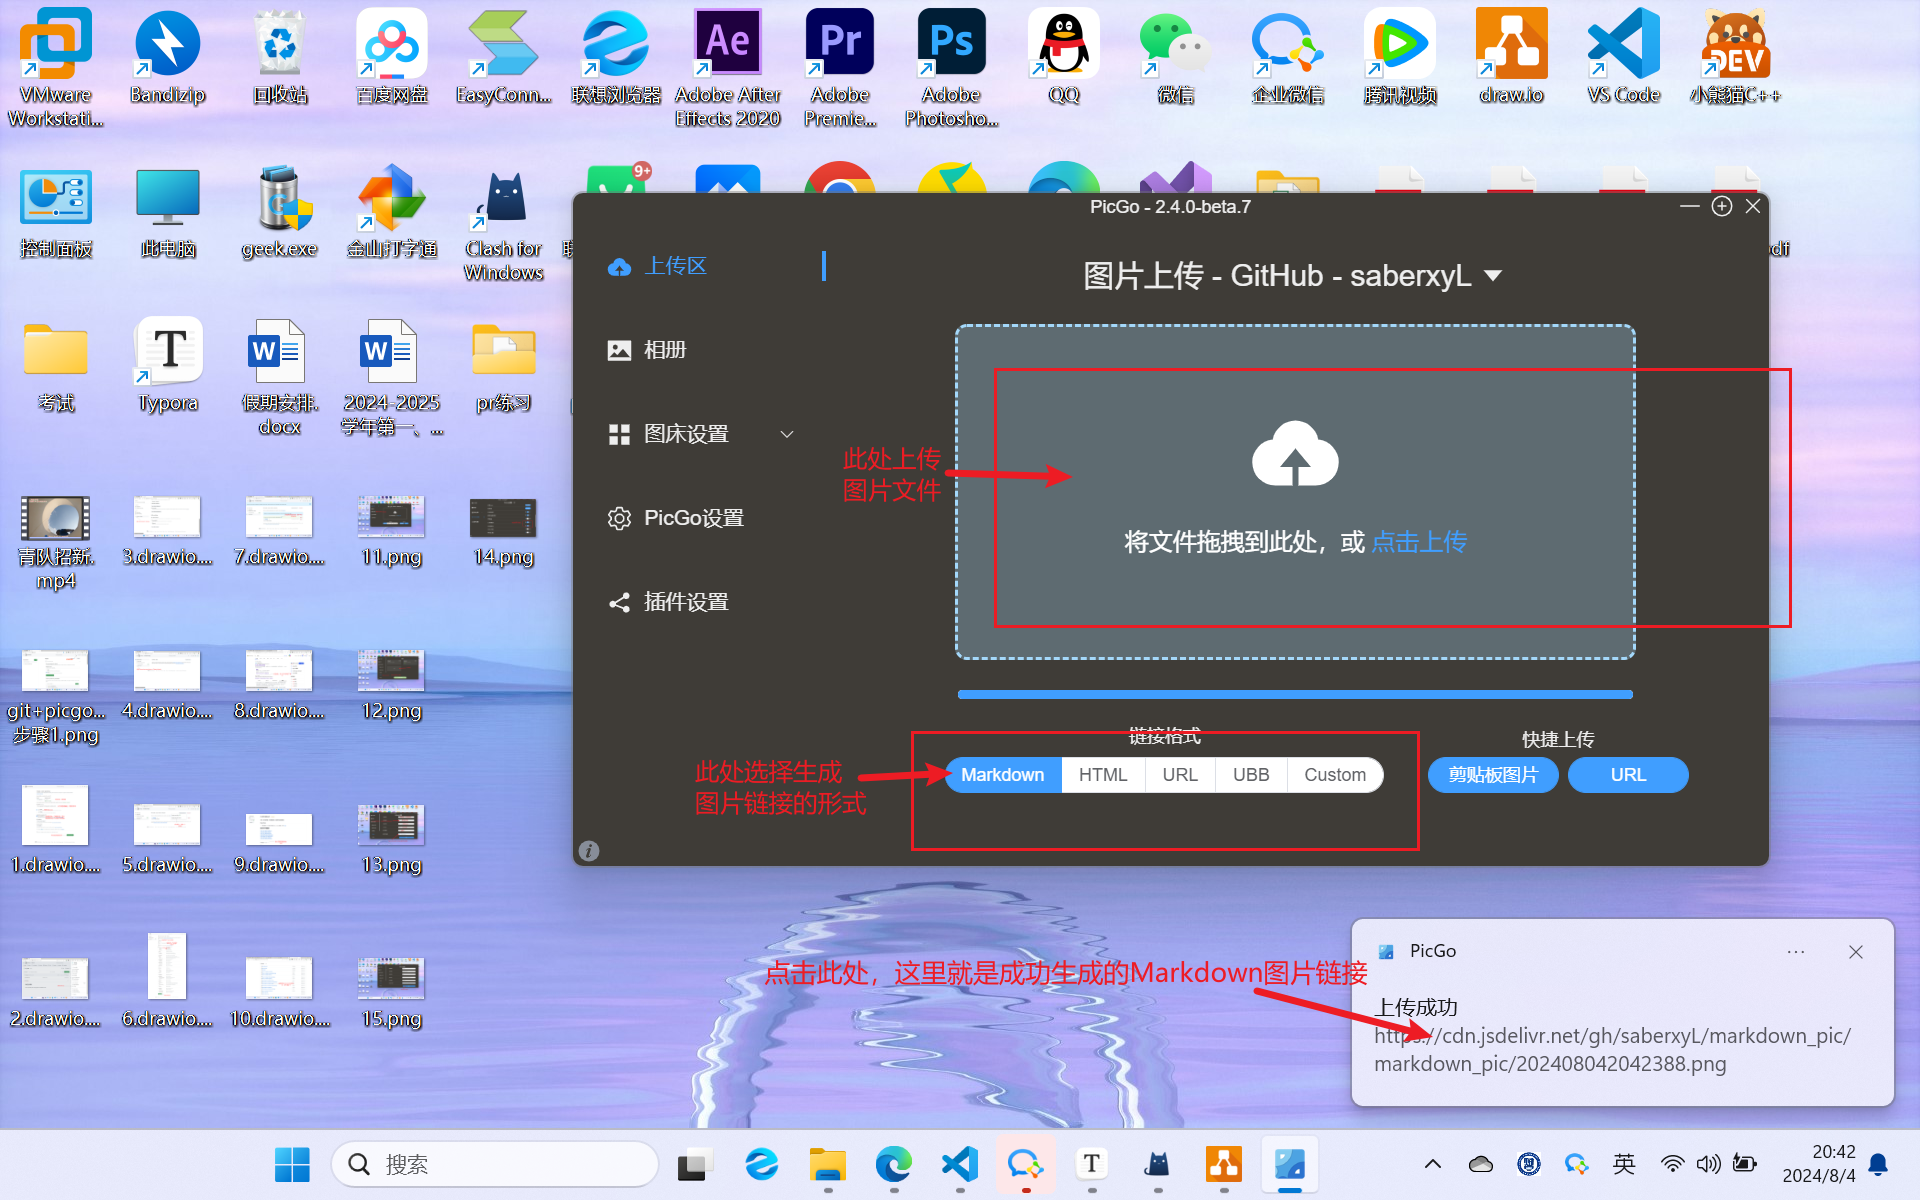 VMware
Workstati...
Bandizip
回收站
百度网盘
EasyConn...
联想浏览器
Adobe After
Effects 2020
Adobe
Premie...
Adobe
Photosho...
QQ
微信
企业微信
腾讯视频
draw.io
VS Code
小熊猫C++
Ae
Pr
Ps
DEV
9+
控制面板
此电脑
geek.exe
金山打字通
Clash for
Windows
df
考试
Typora
假期安排.
docx
2024-2025
学年第一、...
pr练习
青队招新.
mp4
3.drawio....
7.drawio....
11.png
14.png
git+picgo...
步骤1.png
4.drawio....
8.drawio....
12.png
1.drawio....
5.drawio....
9.drawio....
13.png
2.drawio....
6.drawio....
10.drawio....
15.png
PicGo - 2.4.0-beta.7
上传区
相册
图床设置
PicGo设置
插件设置
图片上传 - GitHub - saberxyL
此处上传
图片文件
将文件拖拽到此处，或 点击上传
链接格式
Markdown
HTML
URL
UBB
Custom
快捷上传
剪贴板图片
URL
此处选择生成
图片链接的形式
点击此处，这里就是成功生成的Markdown图片链接
PicGo
上传成功
https://cdn.jsdelivr.net/gh/saberxyL/markdown_pic/
markdown_pic/202408042042388.png
搜索
英
20:42
2024/8/4